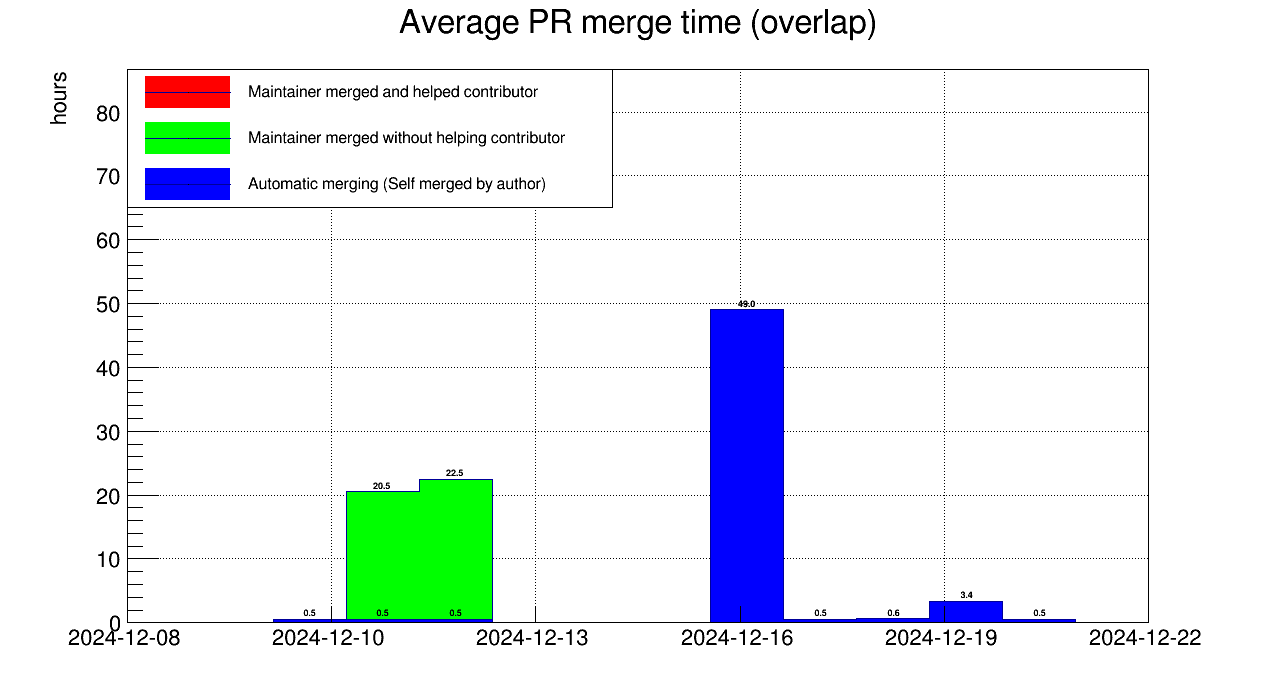 Average PR merge time (overlap)
hours
Maintainer merged and helped contributor
Maintainer merged without helping contributor
Automatic merging (Self merged by author)
80
70
60
50
49.0
40
30
22.5
20.5
20
10
3.4
0.5 0.5 0.5 0.5 0.6 0.5
0
2024-12-08 2024-12-10 2024-12-13 2024-12-16 2024-12-19 2024-12-22